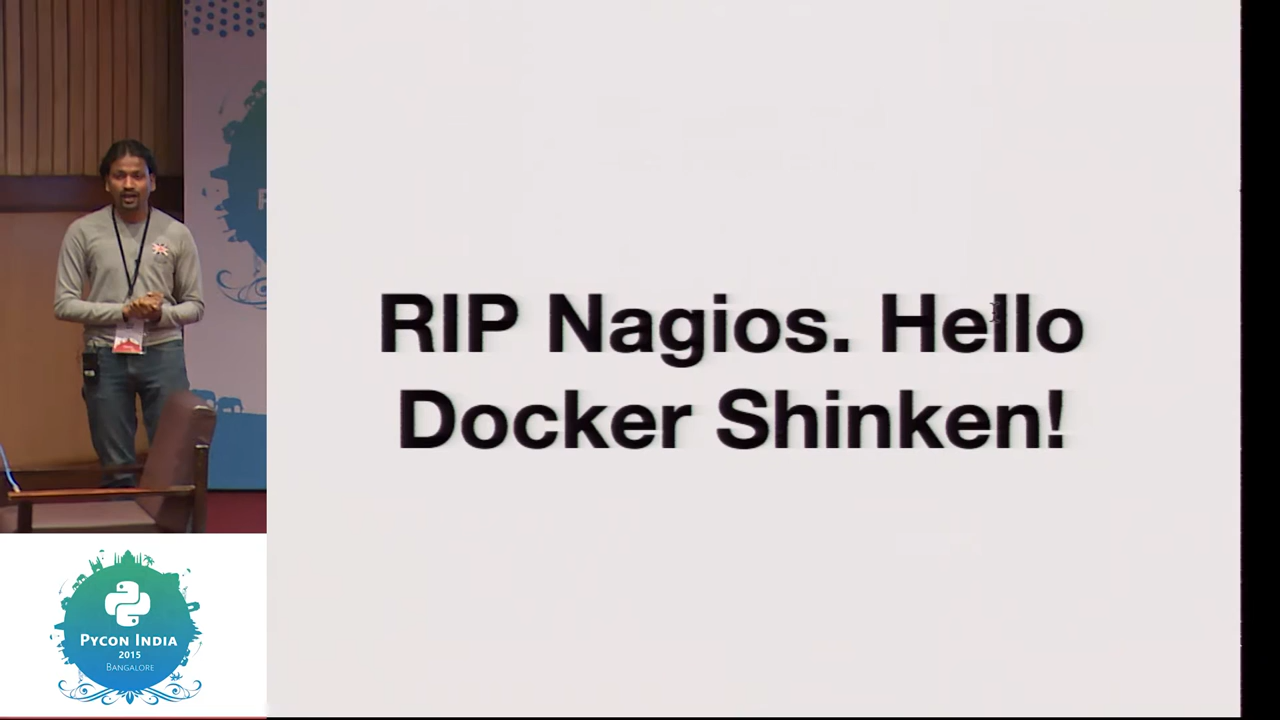 RIP Nagios. Hello
Docker Shinken!
PYCON INDIA
2015
BANGALORE